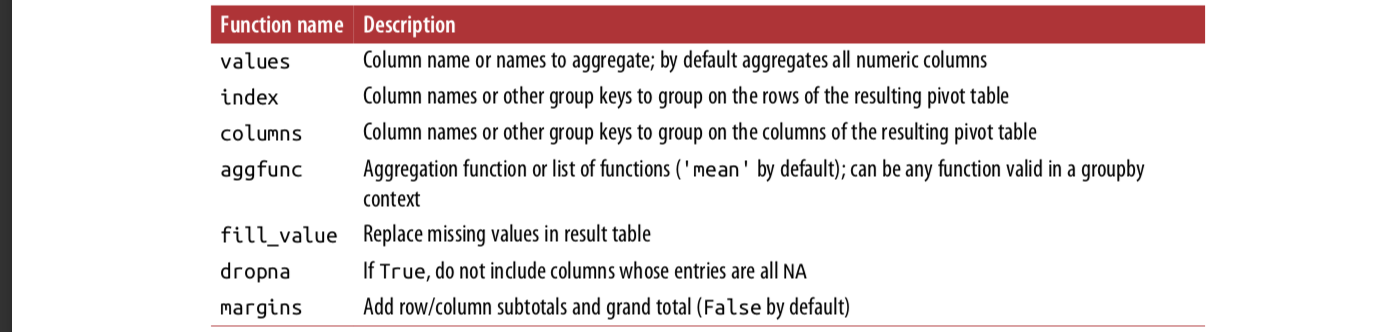 Function name Description
values Column name or names to aggregate; by default aggregates all numeric columns
index Column names or other group keys to group on the rows of the resulting pivot table
columns Column names or other group keys to group on the columns of the resulting pivot table
aggfunc Aggregation function or list of functions ('mean' by default); can be any function valid in a groupby
context
fill_value Replace missing values in result table
dropna If True, do not include columns whose entries are all NA
margins Add row/column subtotals and grand total (False by default)